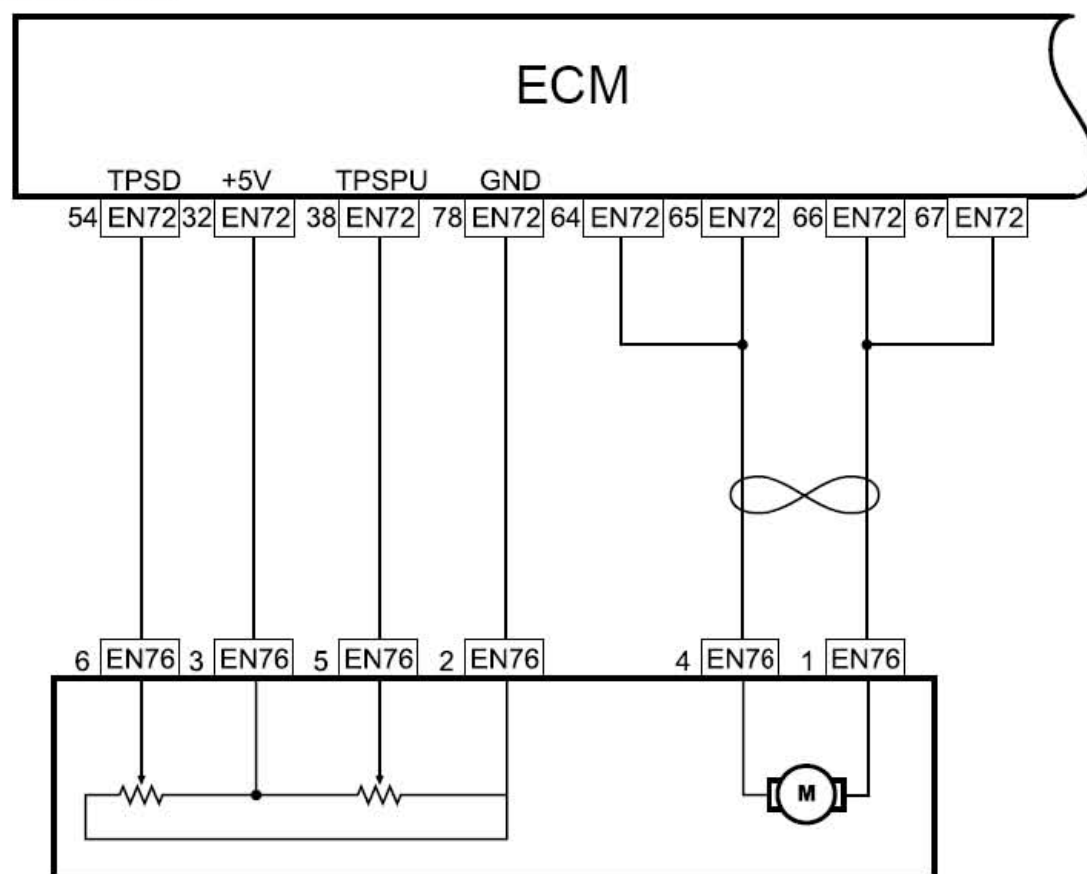 ECM
TPSD +5V TPSPU GND
54 EN72 32 EN72 38 EN72 78 EN72 64 EN72 65 EN72 66 EN72 67 EN72
6 EN76 3 EN76 5 EN76 2 EN76 4 EN76 1 EN76
M